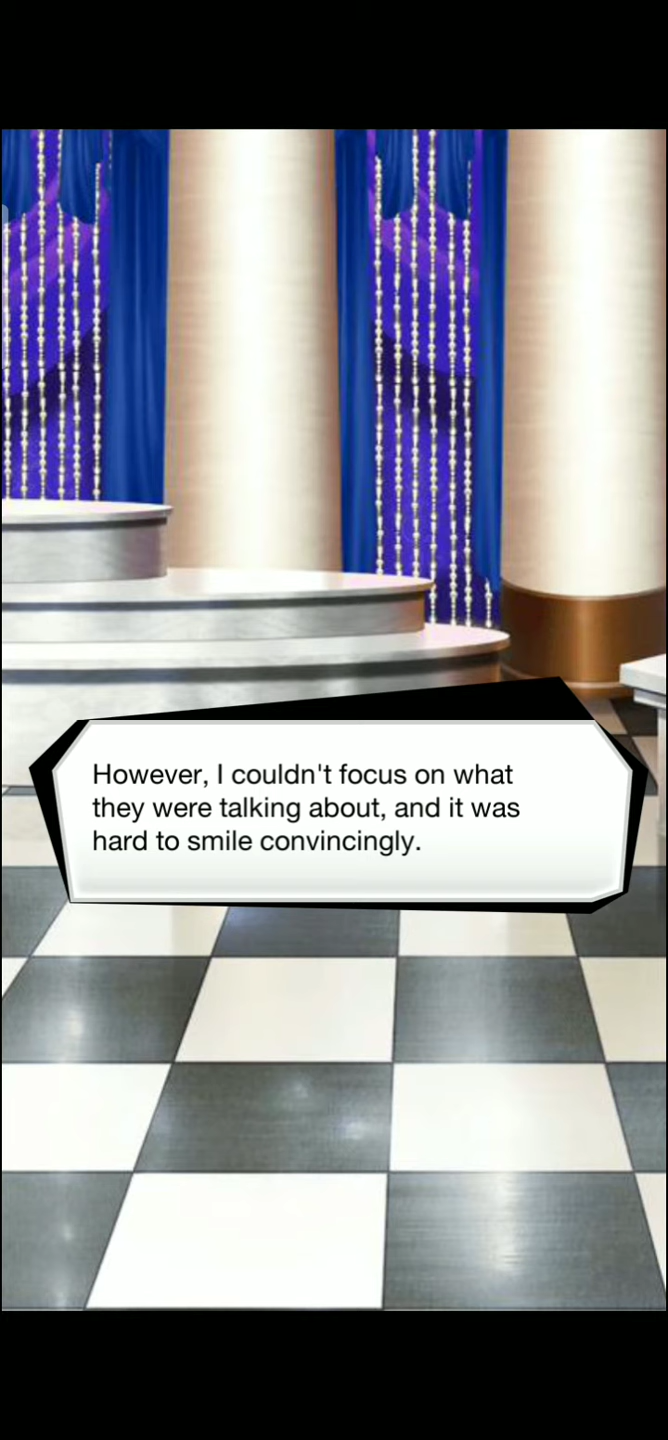 However, I couldn't focus on what
they were talking about, and it was
hard to smile convincingly.